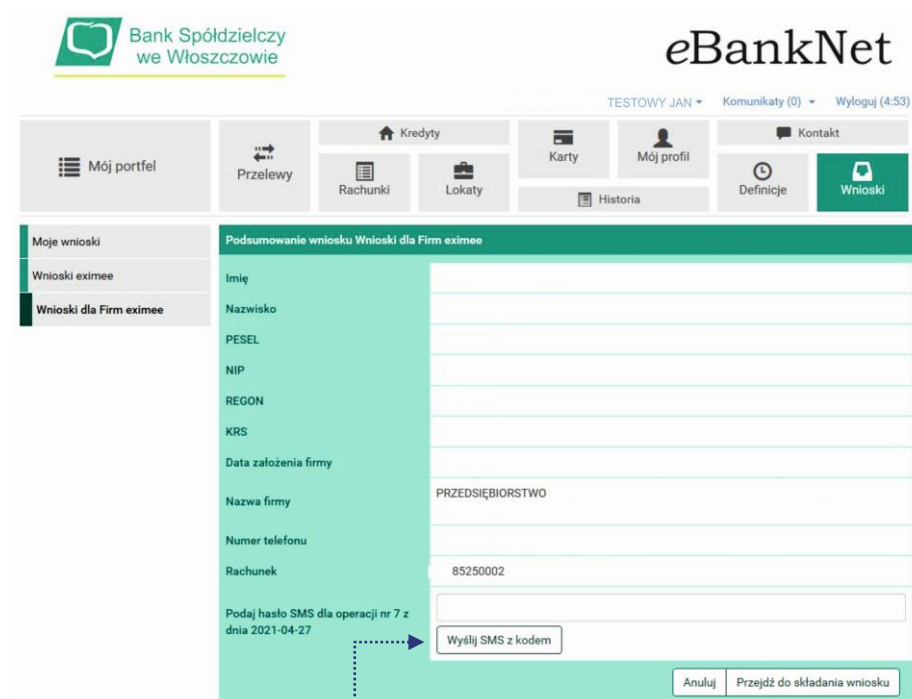 Bank Spółdzielczy
we Włoszczowie
eBankNet
TESTOWY JAN
Komunikaty (0)
Wyloguj (4:53)
Mój portfel
Przelewy
Kredyty
Rachunki
Lokaty
Karty
Mój profil
Historia
Kontakt
Definicje
Wnioski
Moje wnioski
Wnioski eximee
Wnioski dla Firm eximee
Podsumowanie wniosku Wnioski dla Firm eximee
Imię
Nazwisko
PESEL
NIP
REGON
KRS
Data założenia firmy
Nazwa firmy
PRZEDSIĘBIORSTWO
Numer telefonu
Rachunek
85250002
Podaj hasło SMS dla operacji nr 7 z
dnia 2021-04-27
Wyślij SMS z kodem
Anuluj
Przejdź do składania wniosku